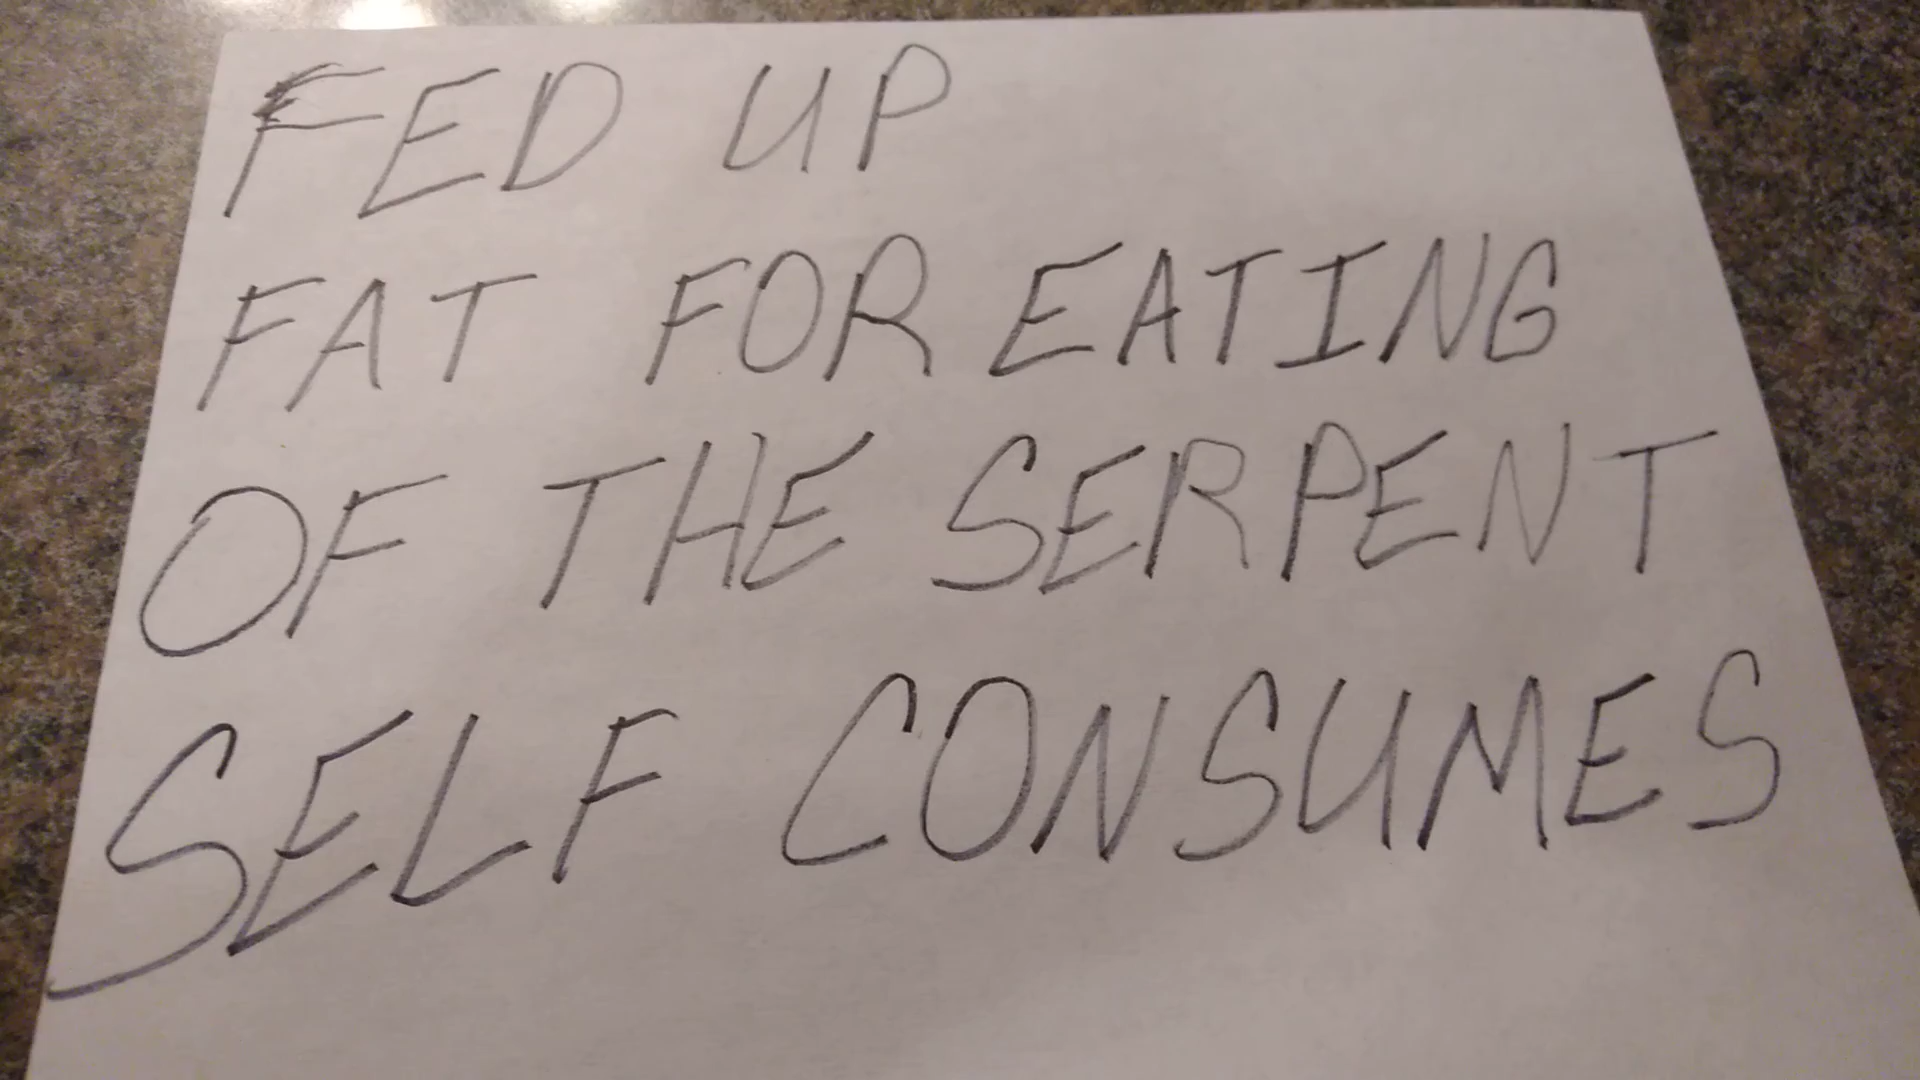 FED UP
FAT FOR EATING
OF THE SERPENT
SELF CONSUMES